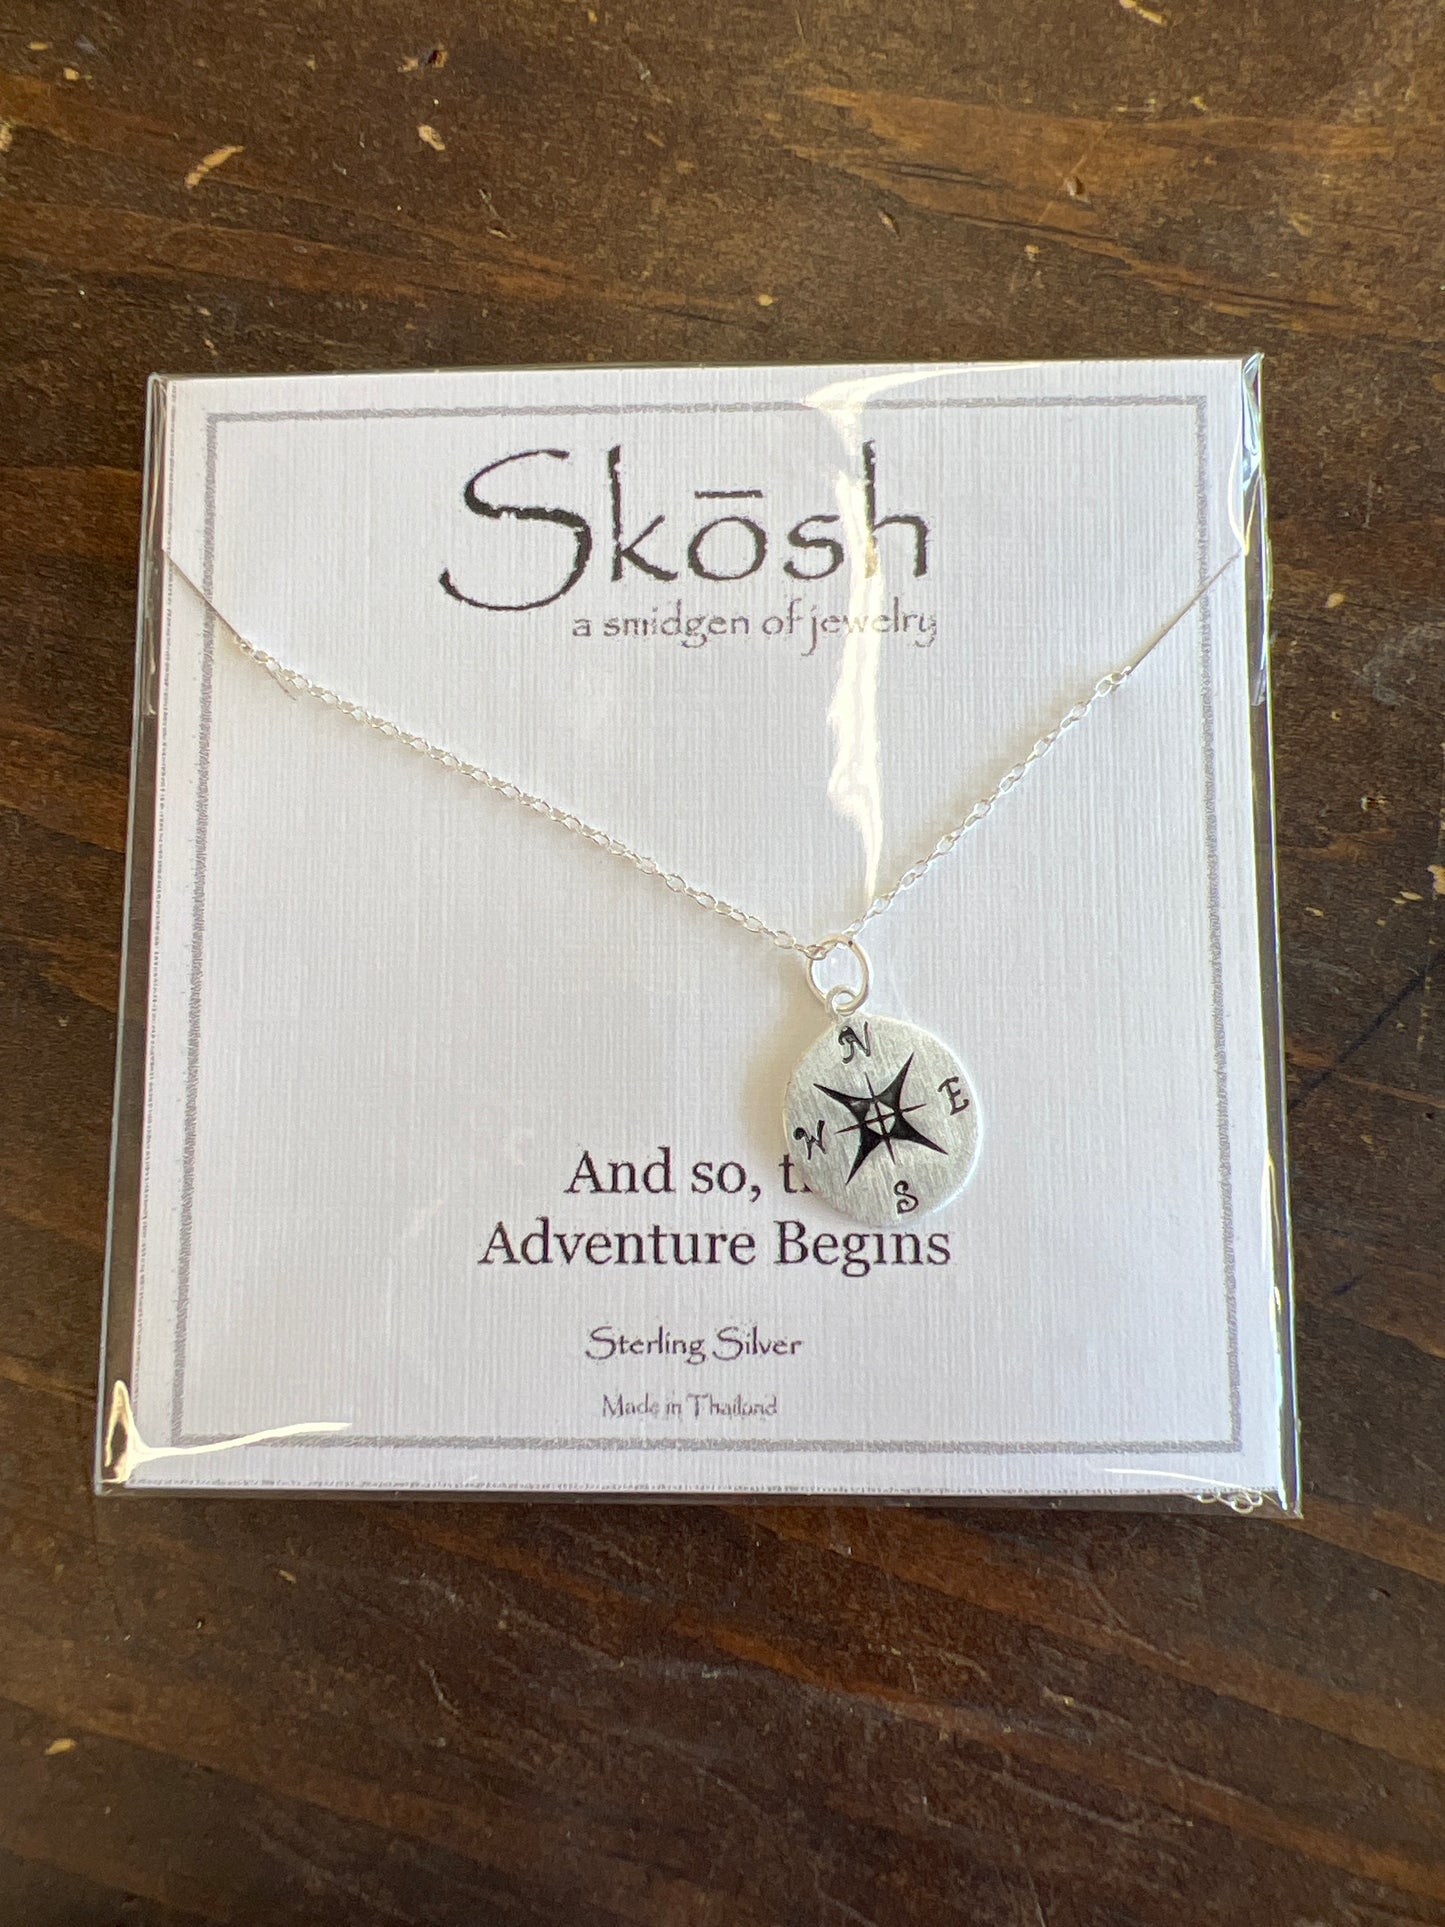 Skōsh
a smidgen of jewelry
N
E
W
S
And so,
Adventure Begins
Sterling Silver
Made in Thailand